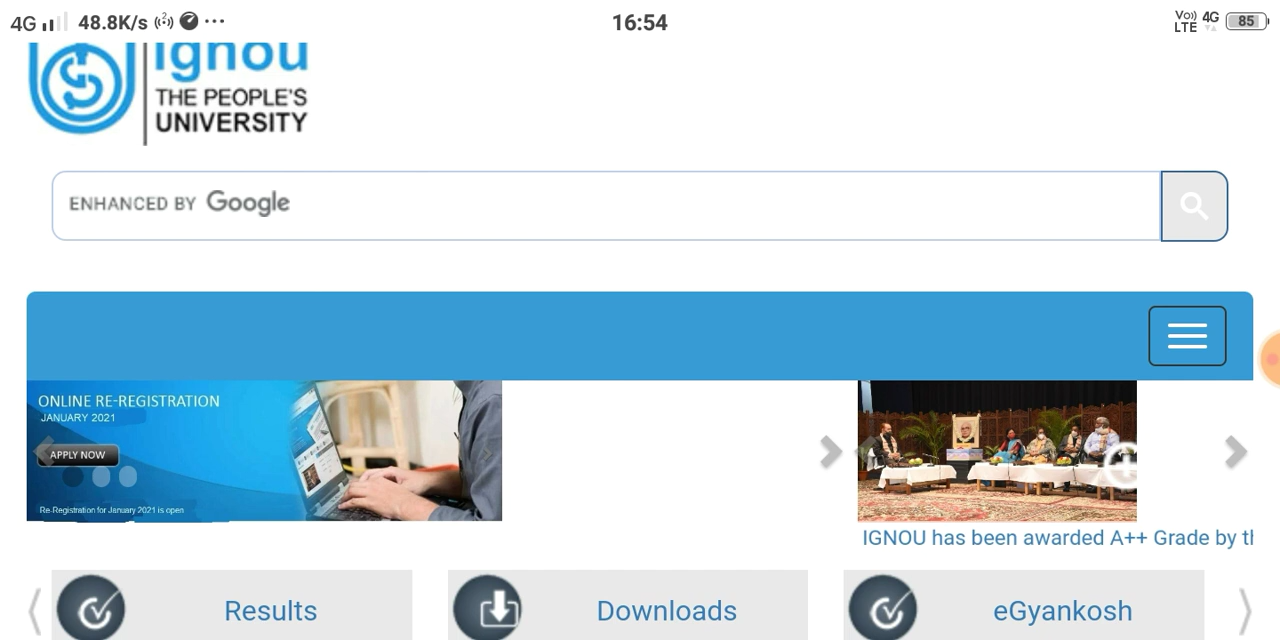 4G 48.8K/s 16:54 Vo)) LTE 4G 85
ignou
THE PEOPLE'S
UNIVERSITY
ENHANCED BY Google
ONLINE RE-REGISTRATION
JANUARY 2021
APPLY NOW
Re-Registration for January 2021 is open
IGNOU has been awarded A++ Grade by th
Results Downloads eGyankosh